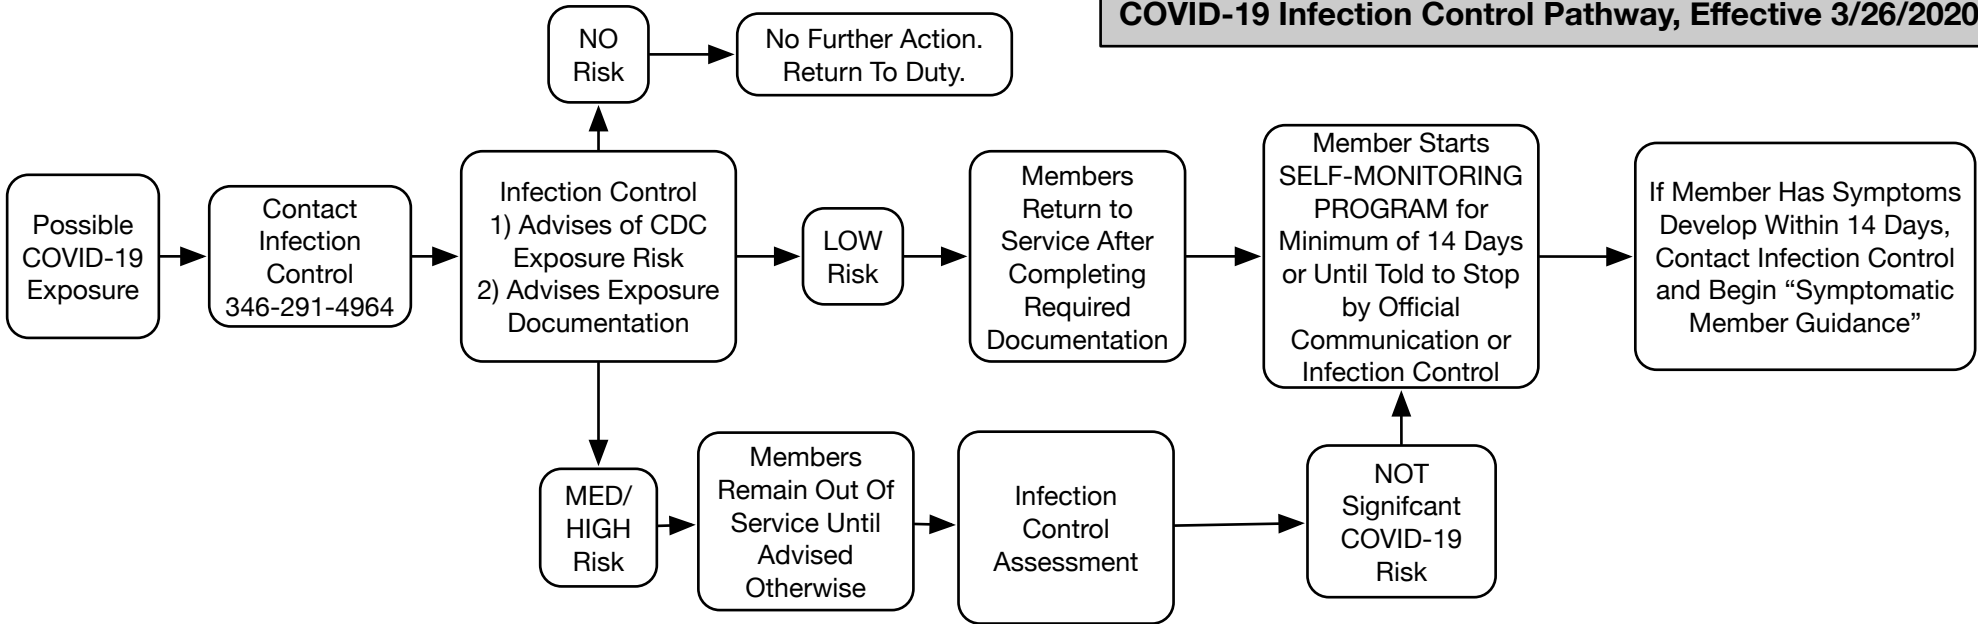 COVID-19 Infection Control Pathway, Effective 3/26/2020
NO
Risk
No Further Action.
Return To Duty.
Possible
COVID-19
Exposure
Contact
Infection
Control
346-291-4964
Infection Control
1) Advises of CDC
Exposure Risk
2) Advises Exposure
Documentation
LOW
Risk
Members
Return to
Service After
Completing
Required
Documentation
Member Starts
SELF-MONITORING
PROGRAM for
Minimum of 14 Days
or Until Told to Stop
by Official
Communication or
Infection Control
If Member Has Symptoms
Develop Within 14 Days,
Contact Infection Control
and Begin “Symptomatic
Member Guidance”
MED/
HIGH
Risk
Members
Remain Out Of
Service Until
Advised
Otherwise
Infection
Control
Assessment
NOT
Signifcant
COVID-19
Risk